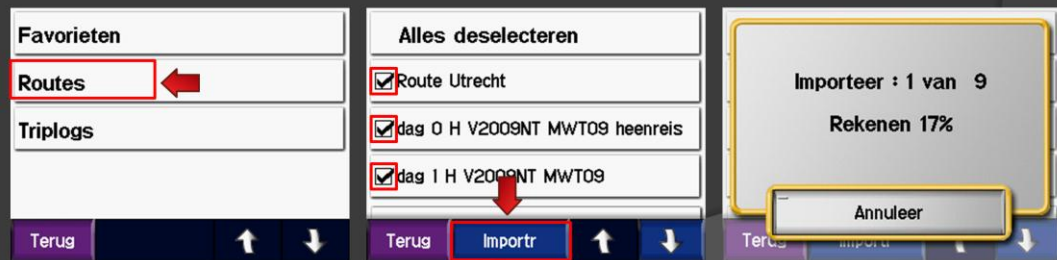 Favorieten
Routes
Triplogs
Terug
Alles deselecteren
Route Utrecht
dag 0 H V2009NT MWT09 heenreis
dag 1 H V2009NT MWT09
Terug
Importr
Importeer : 1 van 9
Rekenen 17%
Annuleer
Terug
Importr